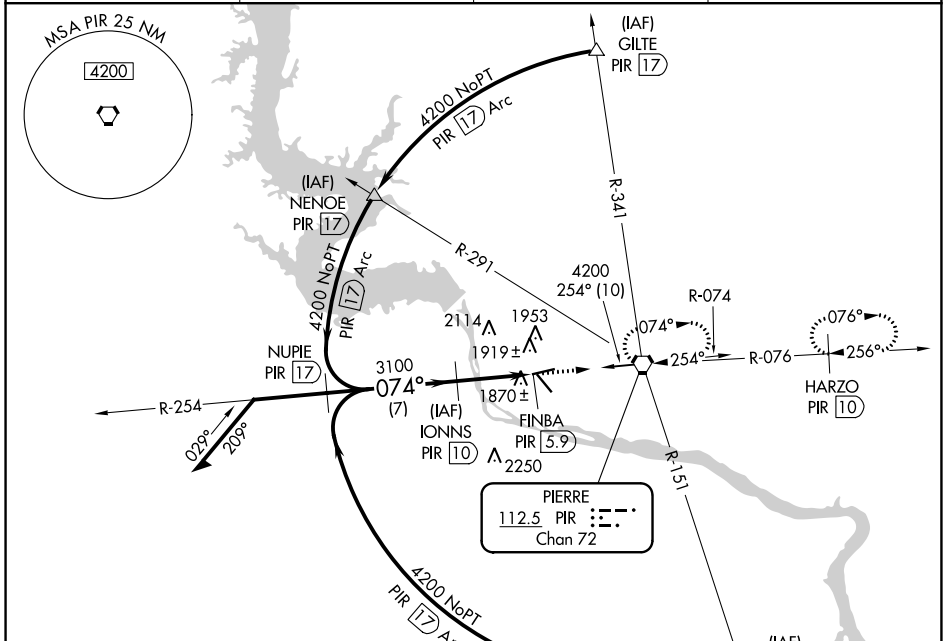 MSA PIR 25 NM
4200
(IAF)
GILTE
PIR 17
4200 NoPT
PIR 17 Arc
(IAF)
NENOE
PIR 17
4200 NoPT
PIR 17 Arc
R-341
R-291
4200
254° (10)
R-074
074°
254°
R-076
076°
256°
HARZO
PIR 10
2114
1953
1919±
1870±
NUPIE
PIR 17
3100
074°
(7)
(IAF)
IONNS
PIR 10
FINBA
PIR 5.9
2250
R-254
029°
209°
R-151
PIERRE
112.5 PIR
Chan 72
4200 NoPT
PIR 17 Arc
(IAF)